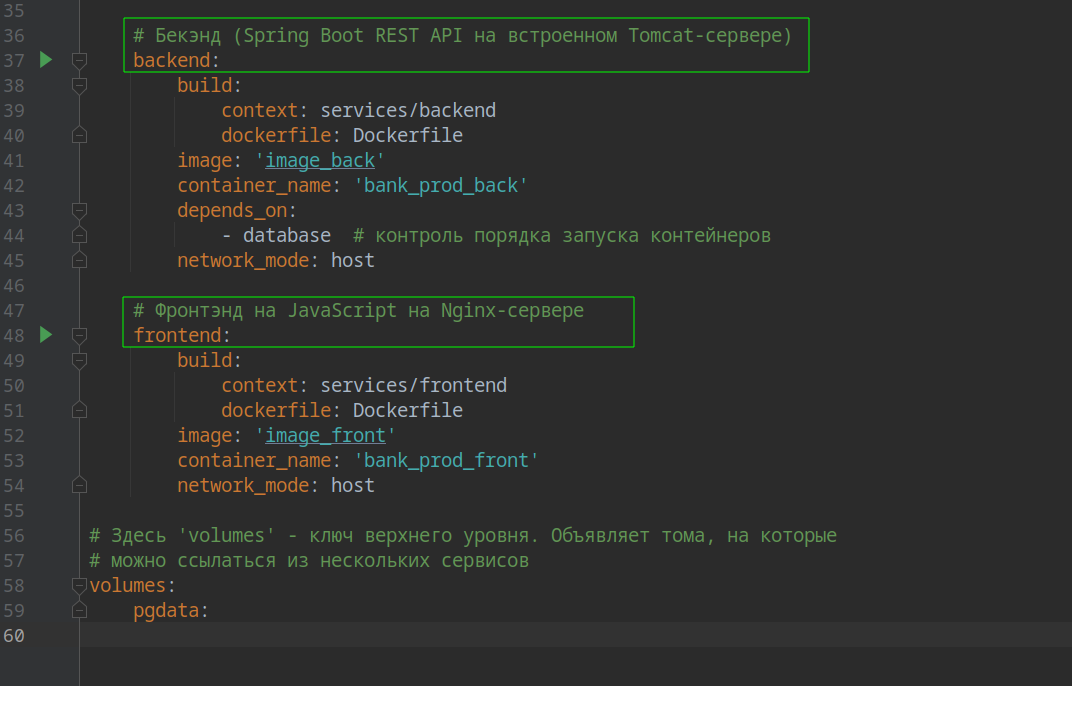 35
36 # Бекэнд (Spring Boot REST API на встроенном Tomcat-сервере)
37 backend:
38 build:
39 context: services/backend
40 dockerfile: Dockerfile
41 image: 'image_back'
42 container_name: 'bank_prod_back'
43 depends_on:
44 - database  # контроль порядка запуска контейнеров
45 network_mode: host
46
47 # Фронтэнд на JavaScript на Nginx-сервере
48 frontend:
49 build:
50 context: services/frontend
51 dockerfile: Dockerfile
52 image: 'image_front'
53 container_name: 'bank_prod_front'
54 network_mode: host
55
56 # Здесь 'volumes' - ключ верхнего уровня. Объявляет тома, на которые
57 # можно ссылаться из нескольких сервисов
58 volumes:
59 pgdata:
60